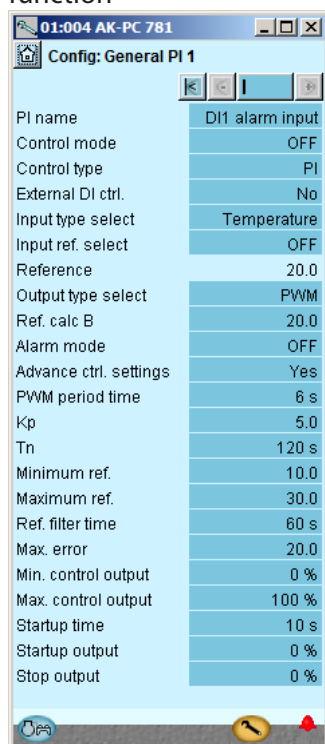 function
01:004 AK-PC 781
Config: General PI 1
PI name DI1 alarm input
Control mode OFF
Control type PI
External DI ctrl. No
Input type select Temperature
Input ref. select OFF
Reference 20.0
Output type select PWM
Ref. calc B 20.0
Alarm mode OFF
Advance ctrl. settings Yes
PWM period time 6 s
Kp 5.0
Tn 120 s
Minimum ref. 10.0
Maximum ref. 30.0
Ref. filter time 60 s
Max. error 20.0
Min. control output 0 %
Max. control output 100 %
Startup time 10 s
Startup output 0 %
Stop output 0 %